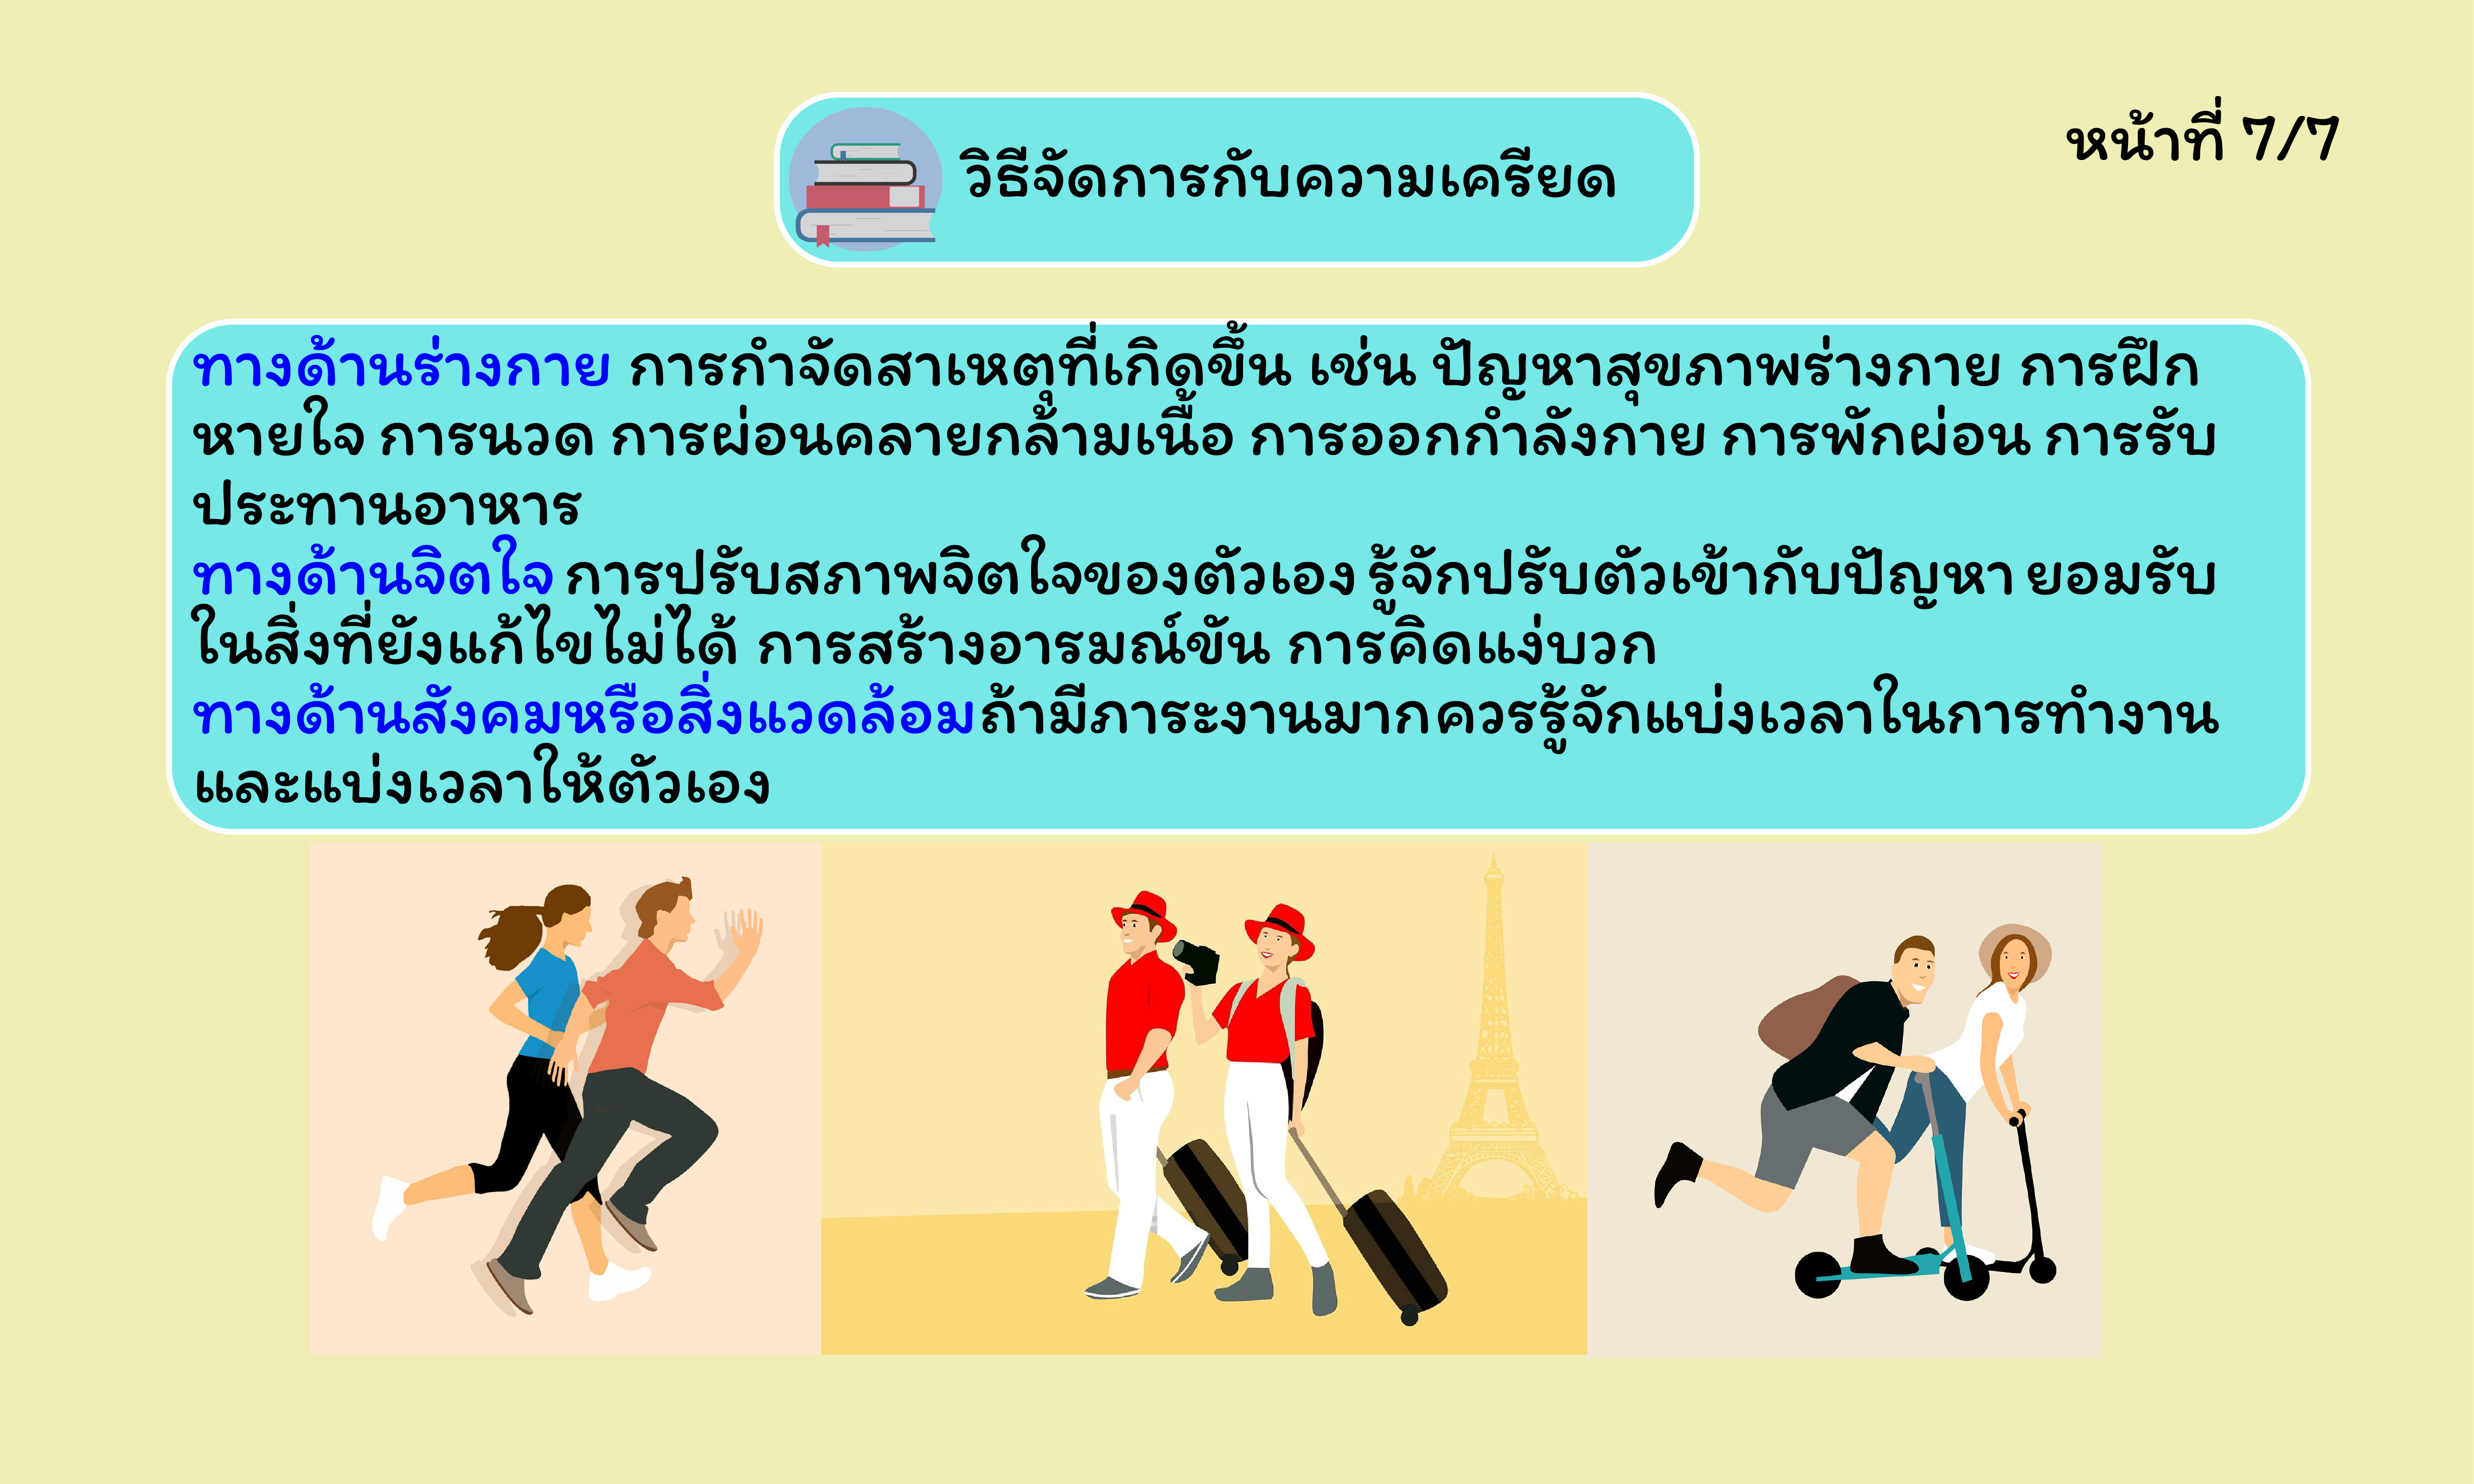 หน้าที่ 7/7
วิธีจัดการกับความเครียด
ทางด้านร่างกาย การกำจัดสาเหตุที่เกิดขึ้น เช่น ปัญหาสุขภาพร่างกาย การฝึก
หายใจ การนวด การผ่อนคลายกล้ามเนื้อ การออกกำลังกาย การพักผ่อน การรับ
ประทานอาหาร
ทางด้านจิตใจ การปรับสภาพจิตใจของตัวเอง รู้จักปรับตัวเข้ากับปัญหา ยอมรับ
ในสิ่งที่ยังแก้ไขไม่ได้ การสร้างอารมณ์ขัน การคิดแง่บวก
ทางด้านสังคมหรือสิ่งแวดล้อมถ้ามีภาระงานมากควรรู้จักแบ่งเวลาในการทำงาน
และแบ่งเวลาให้ตัวเอง